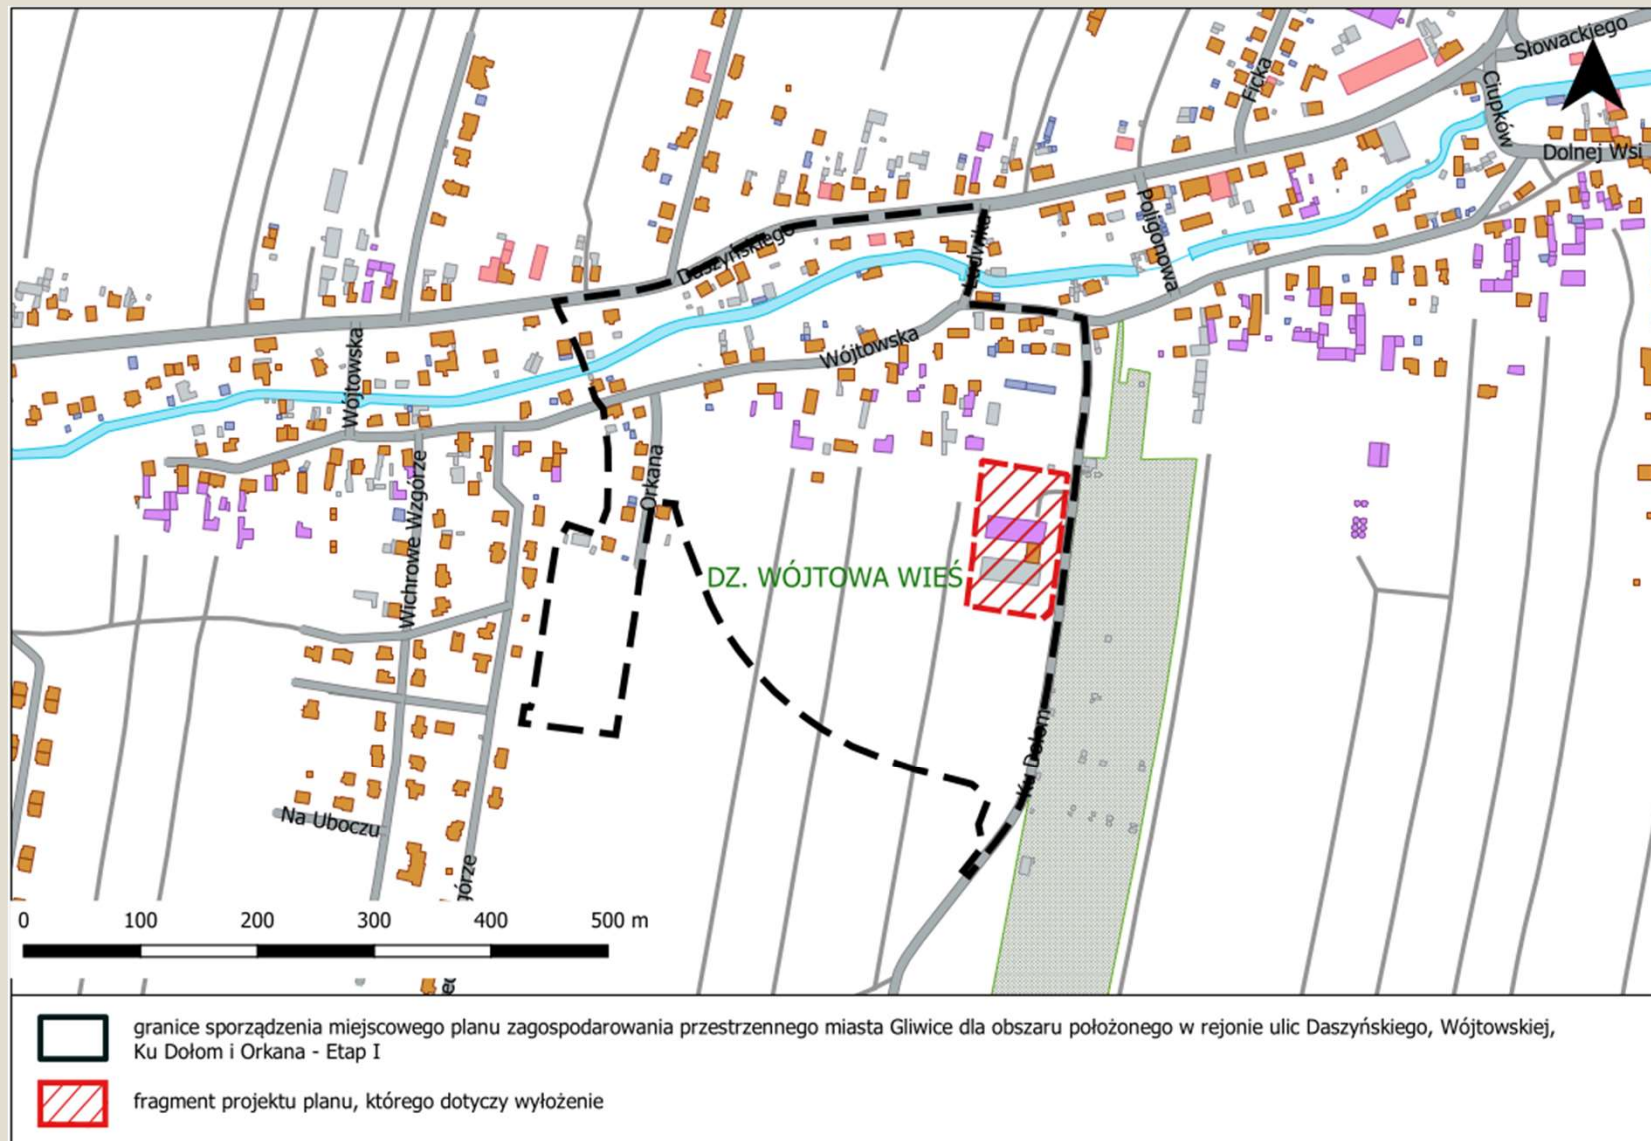 Słowackiego
Ficka
Ciupków
Dolnej Wsi
Poligonowa
Ludwika
Daszyńskiego
Wójtowska
Wójtowska
Orkana
Wichrowe Wzgórze
DZ. WÓJTOWA WIEŚ
Ku Dołom
Na Uboczu
górze
0 100 200 300 400 500 m
granice sporządzenia miejscowego planu zagospodarowania przestrzennego miasta Gliwice dla obszaru położonego w rejonie ulic Daszyńskiego, Wójtowskiej,
Ku Dołom i Orkana - Etap I
fragment projektu planu, którego dotyczy wyłożenie